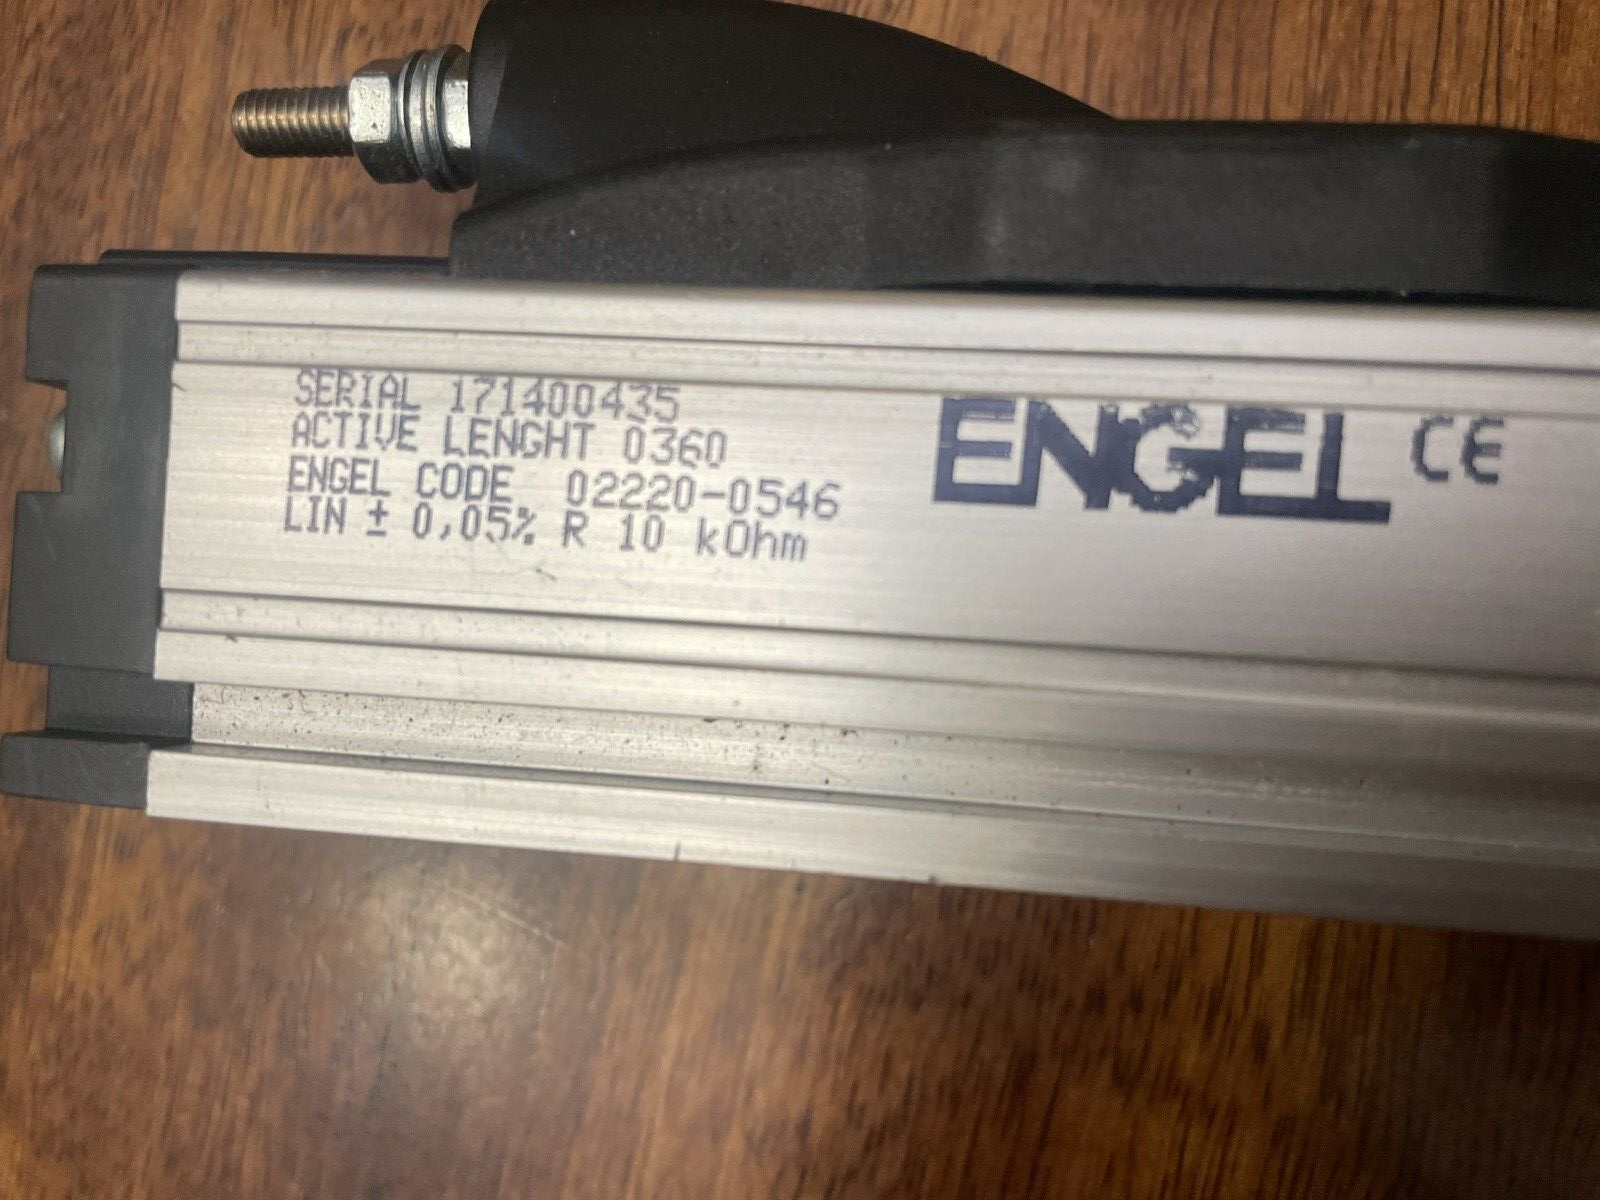 SERIAL 171400435
ACTIVE LENGHT 0360
ENGEL CODE 02220-0546
LIN ± 0,05% R 10 kOhm
ENGEL CE